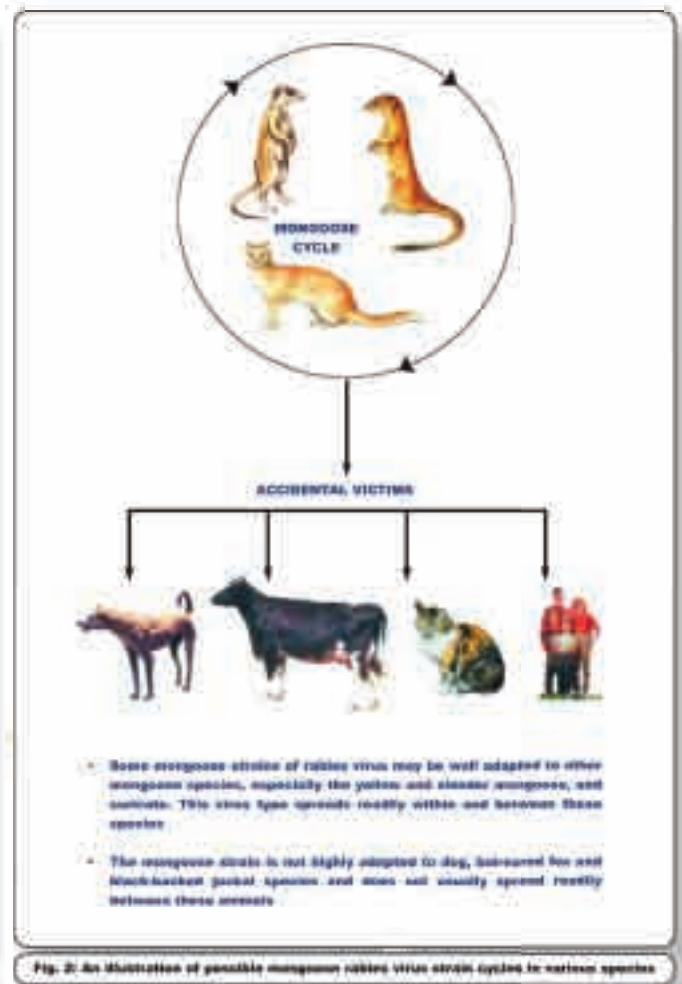 MONGOOSE
CYCLE
ACCIDENTAL VICTIMS
• Some mongoose strains of rabies virus may be well adapted to other
mongoose species, especially the yellow and slender mongoose, and
suricate. This virus type spreads readily within and between these
species
• The mongoose strain is not highly adapted to dog, bat-eared fox and
black-backed jackal species and does not usually spread readily
between these animals
Fig. 2: An illustration of possible mongoose rabies virus strain cycles in various species